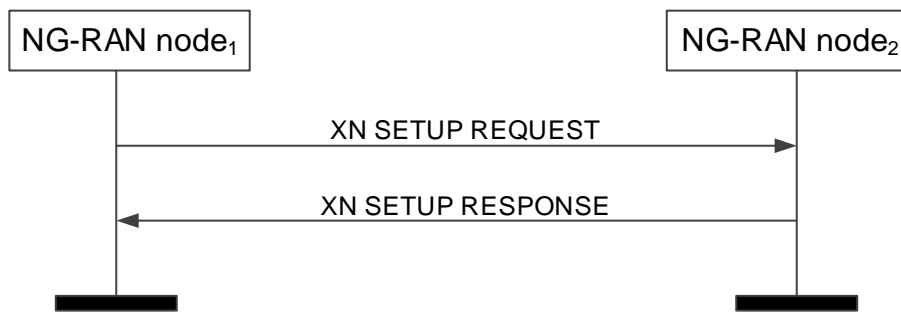 NG-RAN node₁
NG-RAN node₂
XN SETUP REQUEST
XN SETUP RESPONSE